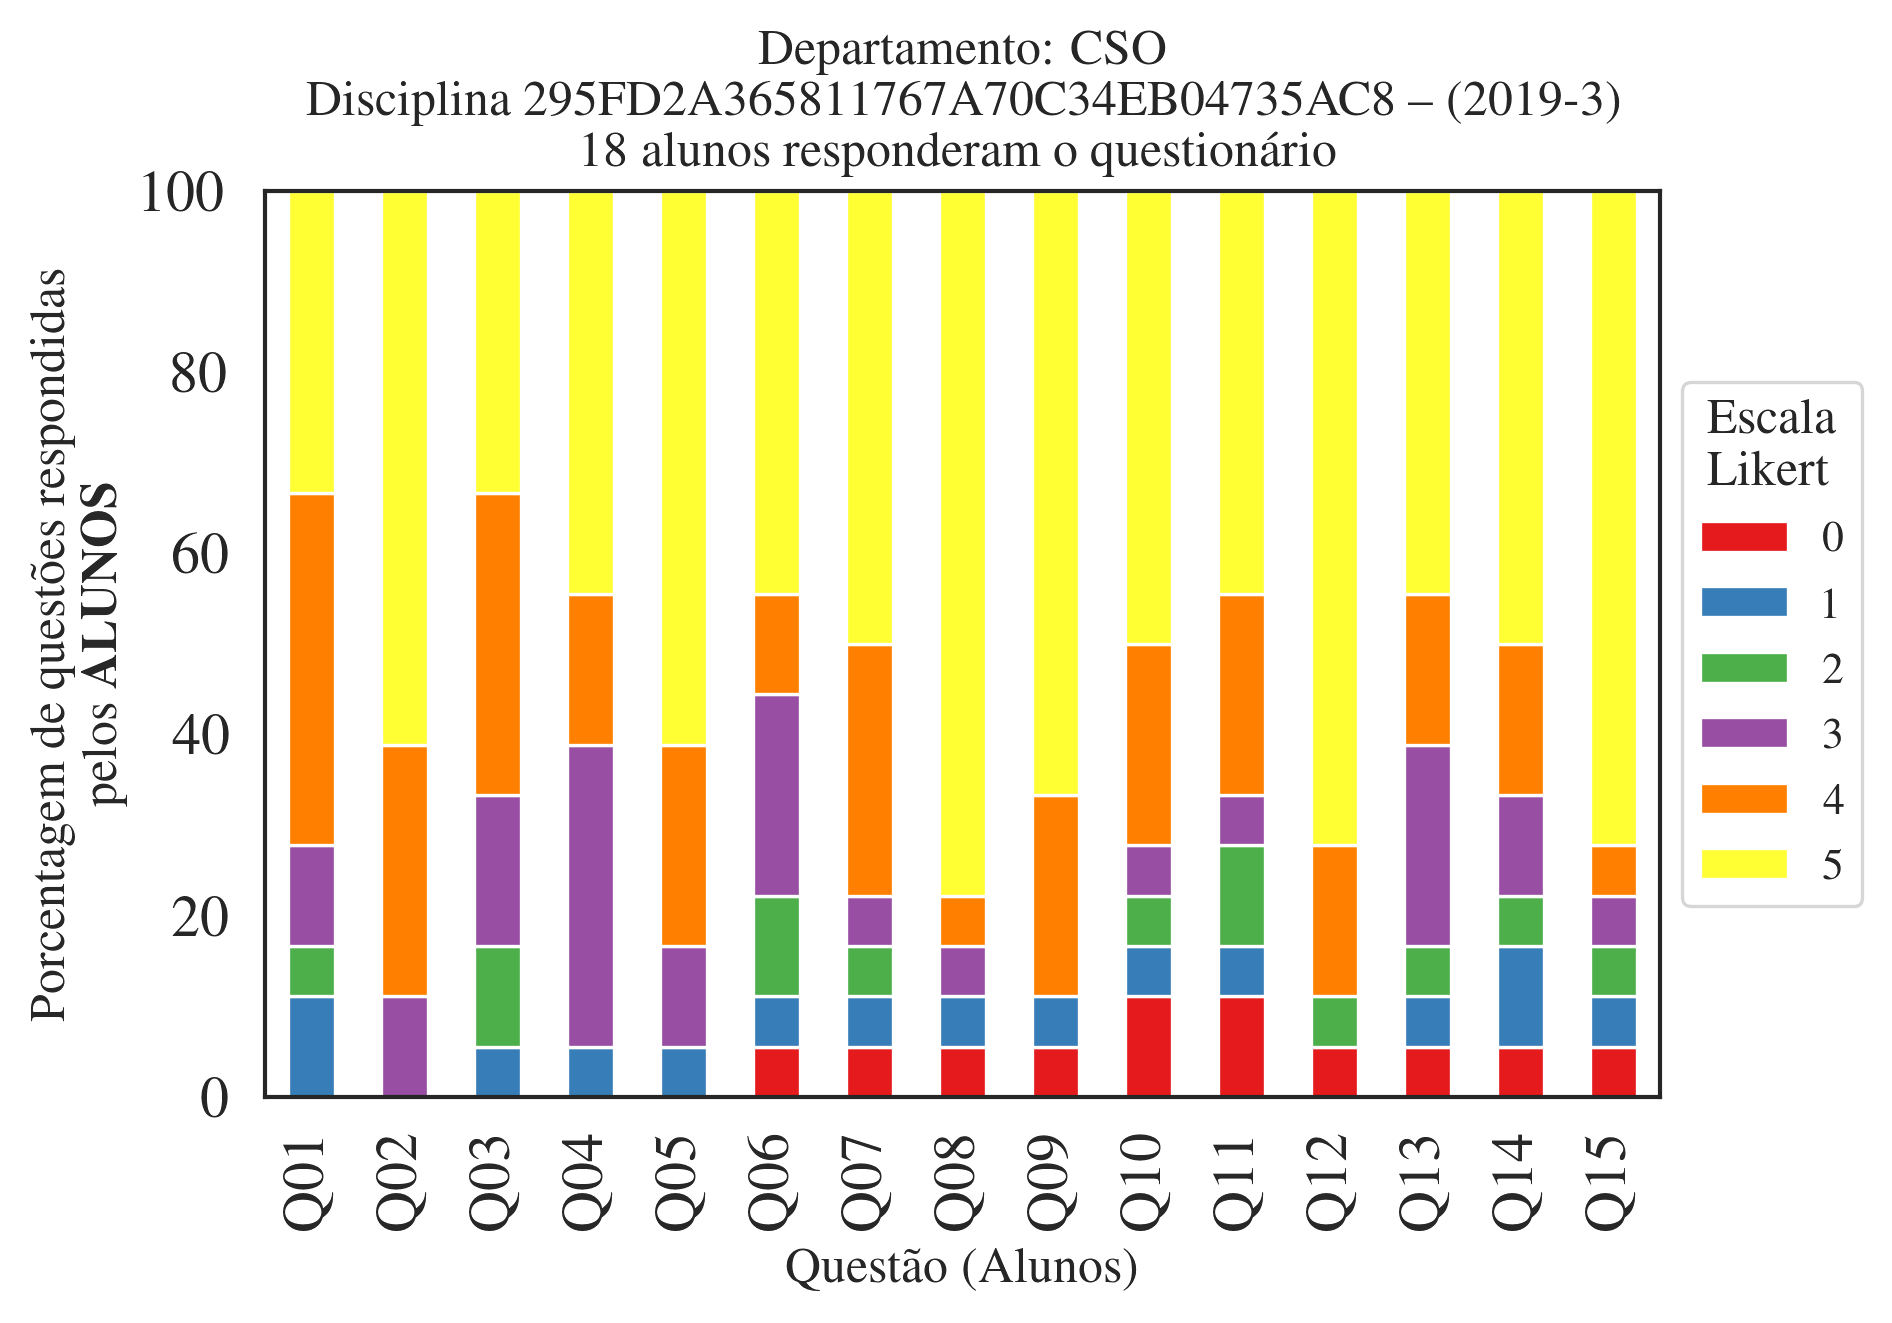 Departamento: CSO
Disciplina 295FD2A365811767A70C34EB04735AC8 – (2019-3)
18 alunos responderam o questionário
Porcentagem de questões respondidas
pelos ALUNOS
100
80
60
40
20
0
Q01
Q02
Q03
Q04
Q05
Q06
Q07
Q08
Q09
Q10
Q11
Q12
Q13
Q14
Q15
Questão (Alunos)
Escala
Likert
0
1
2
3
4
5